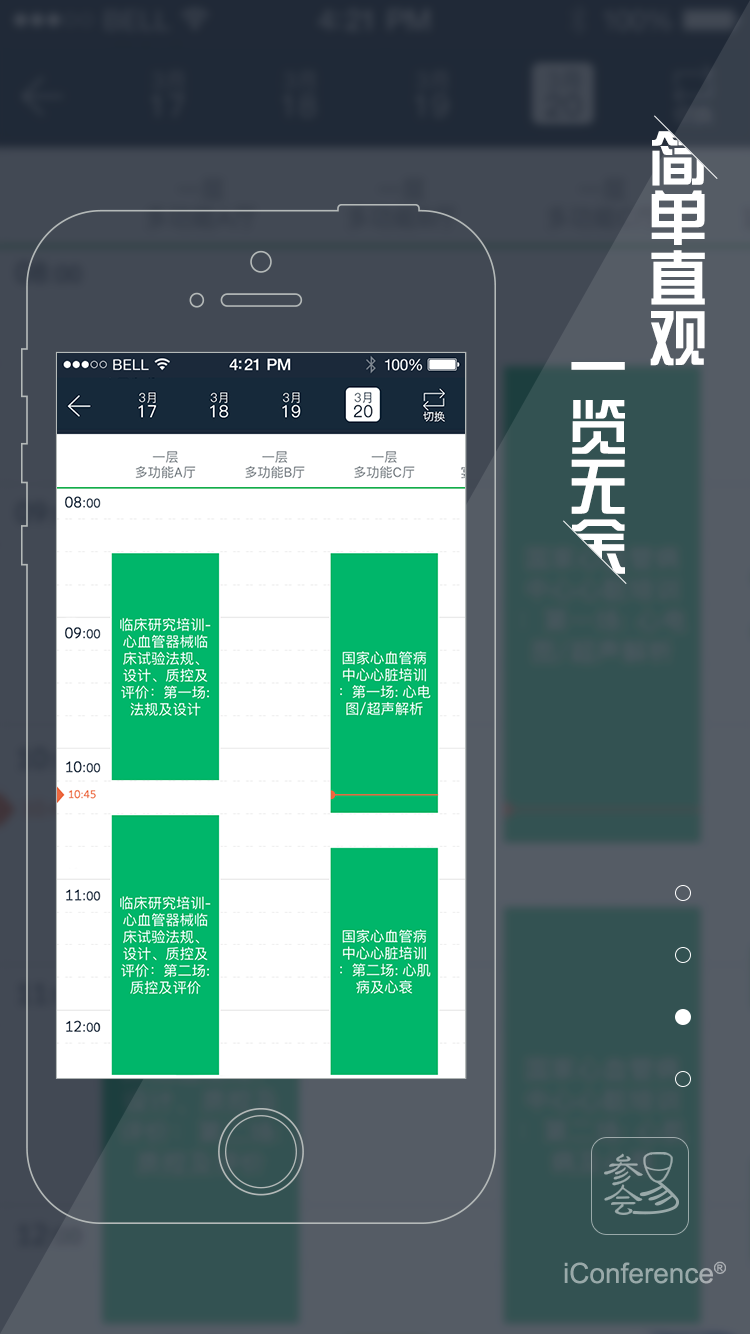 简单直观
一览无余
BELL
4:21 PM
100%
3月
17
3月
18
3月
19
3月
20
切换
一层
多功能A厅
一层
多功能B厅
一层
多功能C厅
08:00
临床研究培训-
心血管器械临
床试验法规、
设计、质控及
评价：第一场:
法规及设计
国家心血管病
中心心脏培训
：第一场: 心电
图/超声解析
09:00
10:00
10:45
临床研究培训-
心血管器械临
床试验法规、
设计、质控及
评价：第二场:
质控及评价
国家心血管病
中心心脏培训
：第二场: 心肌
病及心衰
11:00
12:00
参会易
iConference®